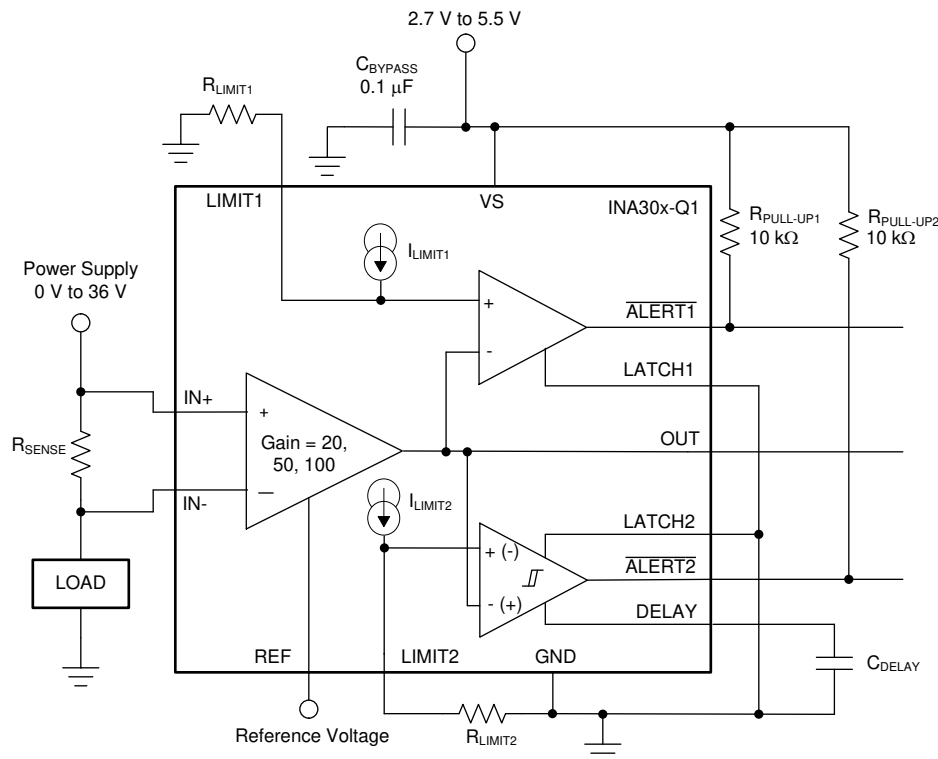 2.7 V to 5.5 V
CBYPASS
0.1 μF
RLIMIT1
LIMIT1
VS
INA30x-Q1
RPULL-UP1
10 kΩ
RPULL-UP2
10 kΩ
ILIMIT1
Power Supply
0 V to 36 V
+
-
ALERT1
LATCH1
IN+
+
RSENSE
Gain = 20,
50, 100
OUT
IN-
—
ILIMIT2
LATCH2
+ (-)
ALERT2
- (+)
LOAD
DELAY
REF
LIMIT2
GND
CDELAY
Reference Voltage
RLIMIT2